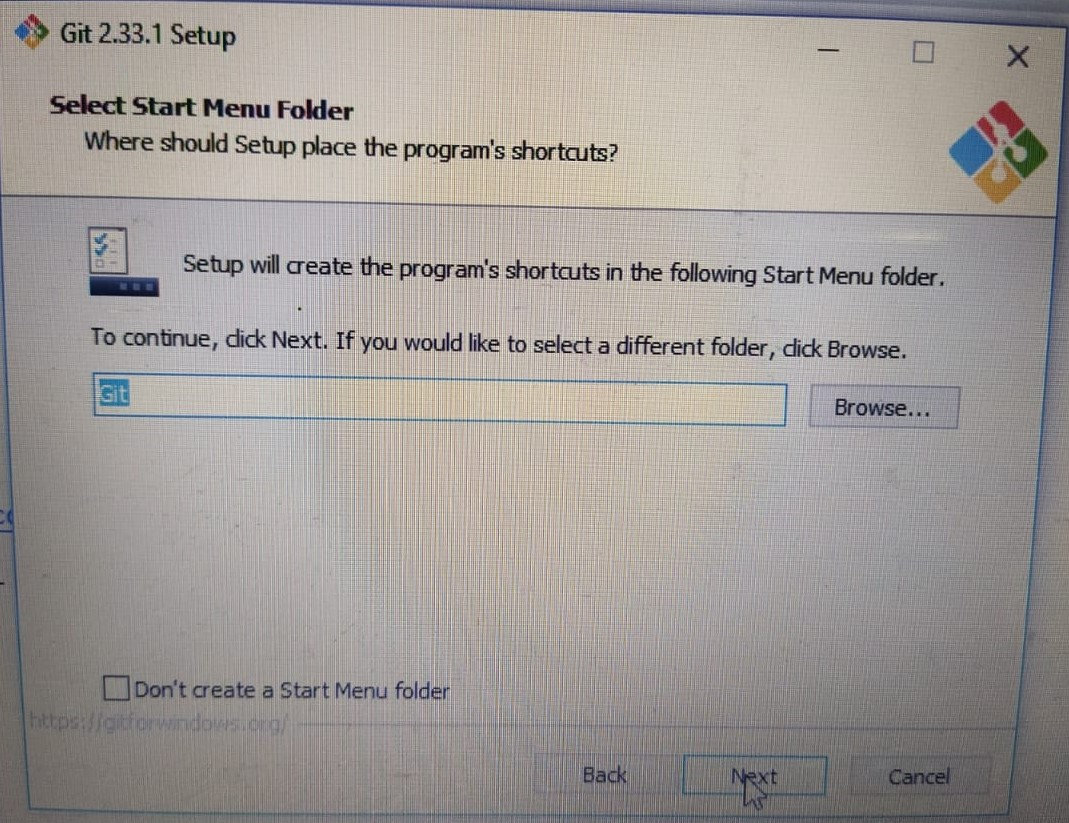 Git 2.33.1 Setup
Select Start Menu Folder
Where should Setup place the program's shortcuts?
Setup will create the program's shortcuts in the following Start Menu folder.
To continue, click Next. If you would like to select a different folder, click Browse.
Git
Browse...
Don't create a Start Menu folder
https://gitforwindows.org/
Back
Next
Cancel